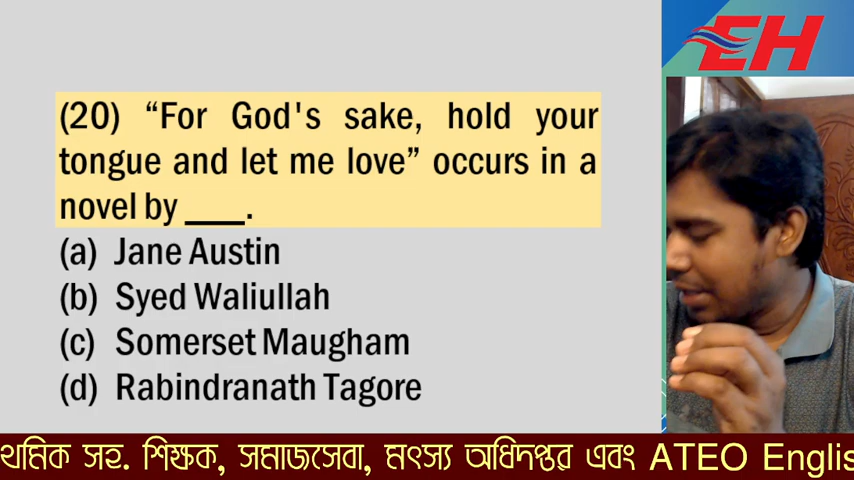 EH
(20) “For God's sake, hold your
tongue and let me love” occurs in a
novel by ___.
(a) Jane Austin
(b) Syed Waliullah
(c) Somerset Maugham
(d) Rabindranath Tagore
থমিক সহ. শিক্ষক, সমাজসেবা, মৎস্য অধিদপ্তর এবং ATEO Englis